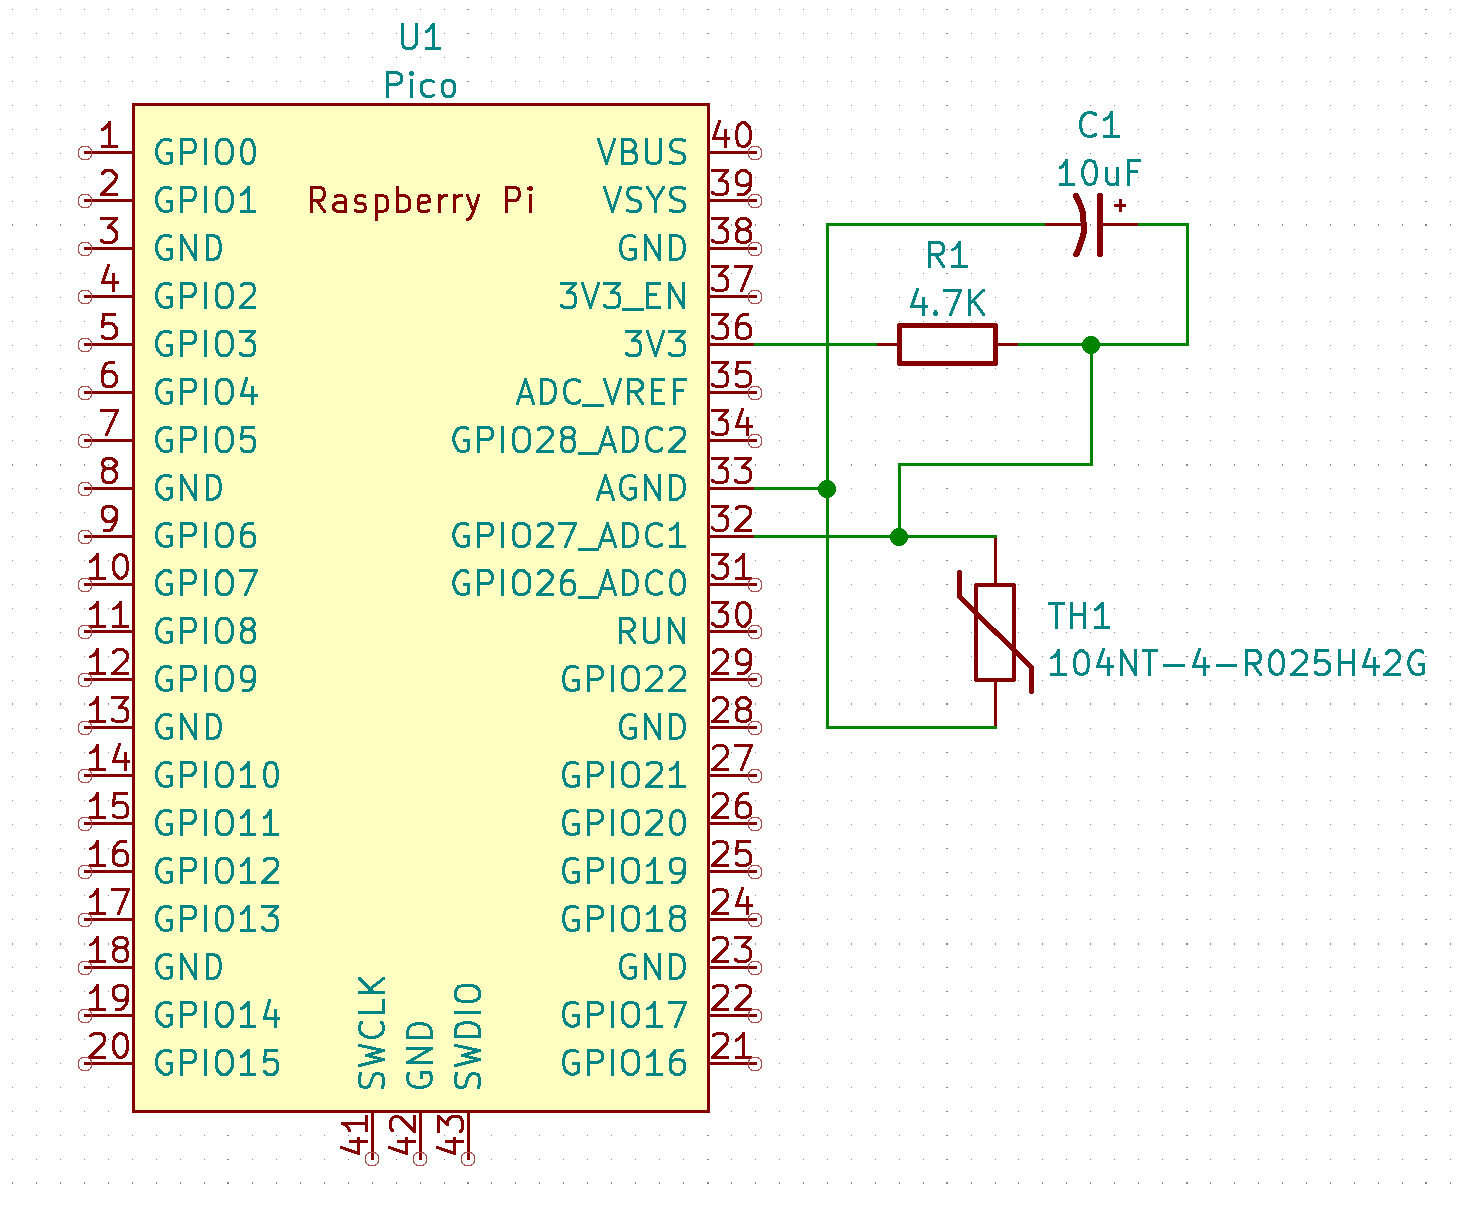 U1
Pico
Raspberry Pi
1 GPIO0
2 GPIO1
3 GND
4 GPIO2
5 GPIO3
6 GPIO4
7 GPIO5
8 GND
9 GPIO6
10 GPIO7
11 GPIO8
12 GPIO9
13 GND
14 GPIO10
15 GPIO11
16 GPIO12
17 GPIO13
18 GND
19 GPIO14
20 GPIO15
VBUS 40
VSYS 39
GND 38
3V3_EN 37
3V3 36
ADC_VREF 35
GPIO28_ADC2 34
AGND 33
GPIO27_ADC1 32
GPIO26_ADC0 31
RUN 30
GPIO22 29
GND 28
GPIO21 27
GPIO20 26
GPIO19 25
GPIO18 24
GND 23
GPIO17 22
GPIO16 21
41 SWCLK
42 GND
43 SWDIO
C1
10uF
+
R1
4.7K
TH1
104NT-4-R025H42G